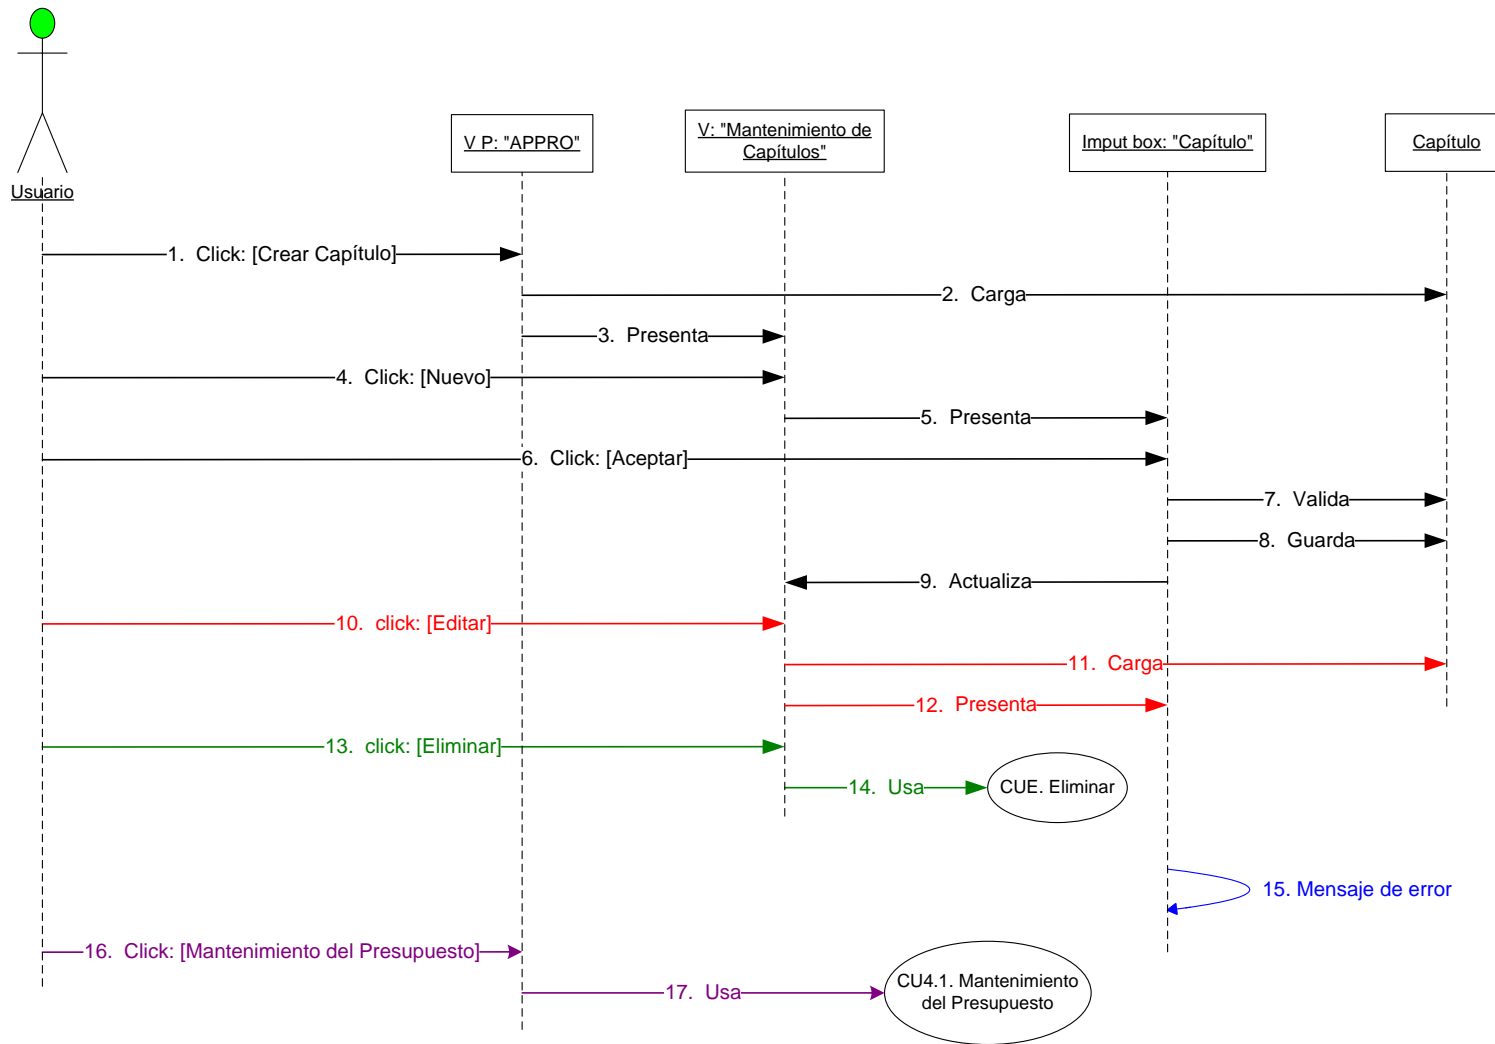 Usuario
V P: "APPRO"
V: "Mantenimiento de
Capítulos"
Imput box: "Capítulo"
Capítulo
1. Click: [Crear Capítulo]
2. Carga
3. Presenta
4. Click: [Nuevo]
5. Presenta
6. Click: [Aceptar]
7. Valida
8. Guarda
9. Actualiza
10. click: [Editar]
11. Carga
12. Presenta
13. click: [Eliminar]
14. Usa
CUE. Eliminar
15. Mensaje de error
16. Click: [Mantenimiento del Presupuesto]
17. Usa
CU4.1. Mantenimiento
del Presupuesto